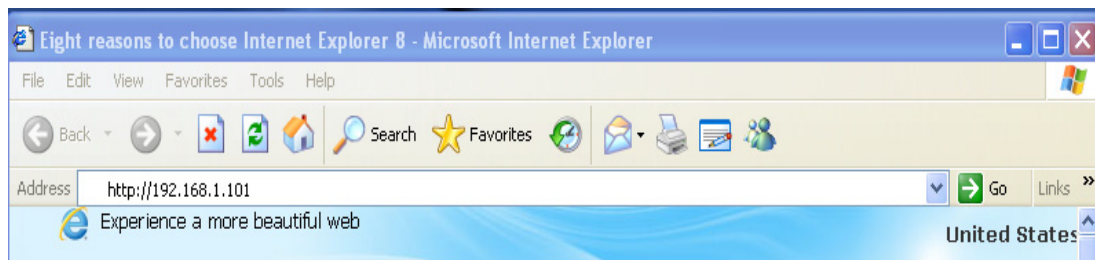 Eight reasons to choose Internet Explorer 8 - Microsoft Internet Explorer
File Edit View Favorites Tools Help
Back Search Favorites
Address http://192.168.1.101 Go Links »
Experience a more beautiful web
United States